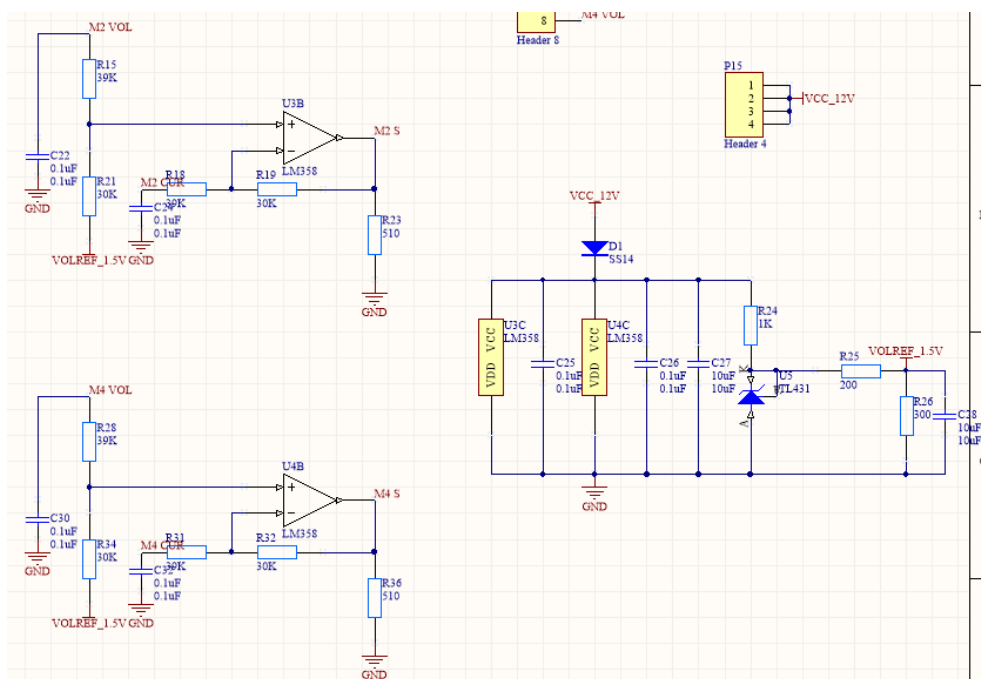 M2 VOL
R15
39K
C22
0.1uF
0.1uF
GND
R21
30K
VOLREF_1.5V
U3B
LM358
M2 S
M2 CUR
R18
39K
R19
30K
C24
0.1uF
0.1uF
GND
R23
510
GND
8
M4 VOL
Header 8
P15
1
2
3
4
VCC_12V
Header 4
VCC_12V
D1
SS14
U3C
LM358
VDD VCC
C25
0.1uF
0.1uF
U4C
LM358
VDD VCC
C26
0.1uF
0.1uF
C27
10uF
10uF
R24
1K
K
U5
TL431
A
R25
200
VOLREF_1.5V
R26
300
C28
10uF
10uF
GND
M4 VOL
R28
39K
C30
0.1uF
0.1uF
GND
R34
30K
VOLREF_1.5V
U4B
LM358
M4 S
M4 CUR
R31
39K
R32
30K
C32
0.1uF
0.1uF
GND
R36
510
GND